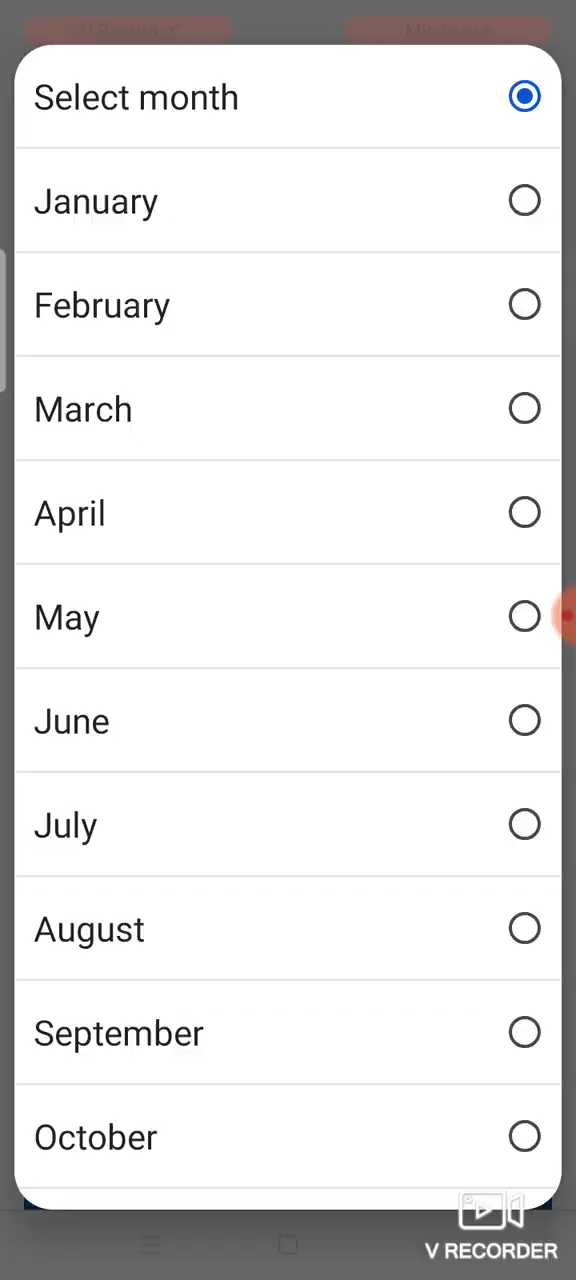 Select month
January
February
March
April
May
June
July
August
September
October
V RECORDER